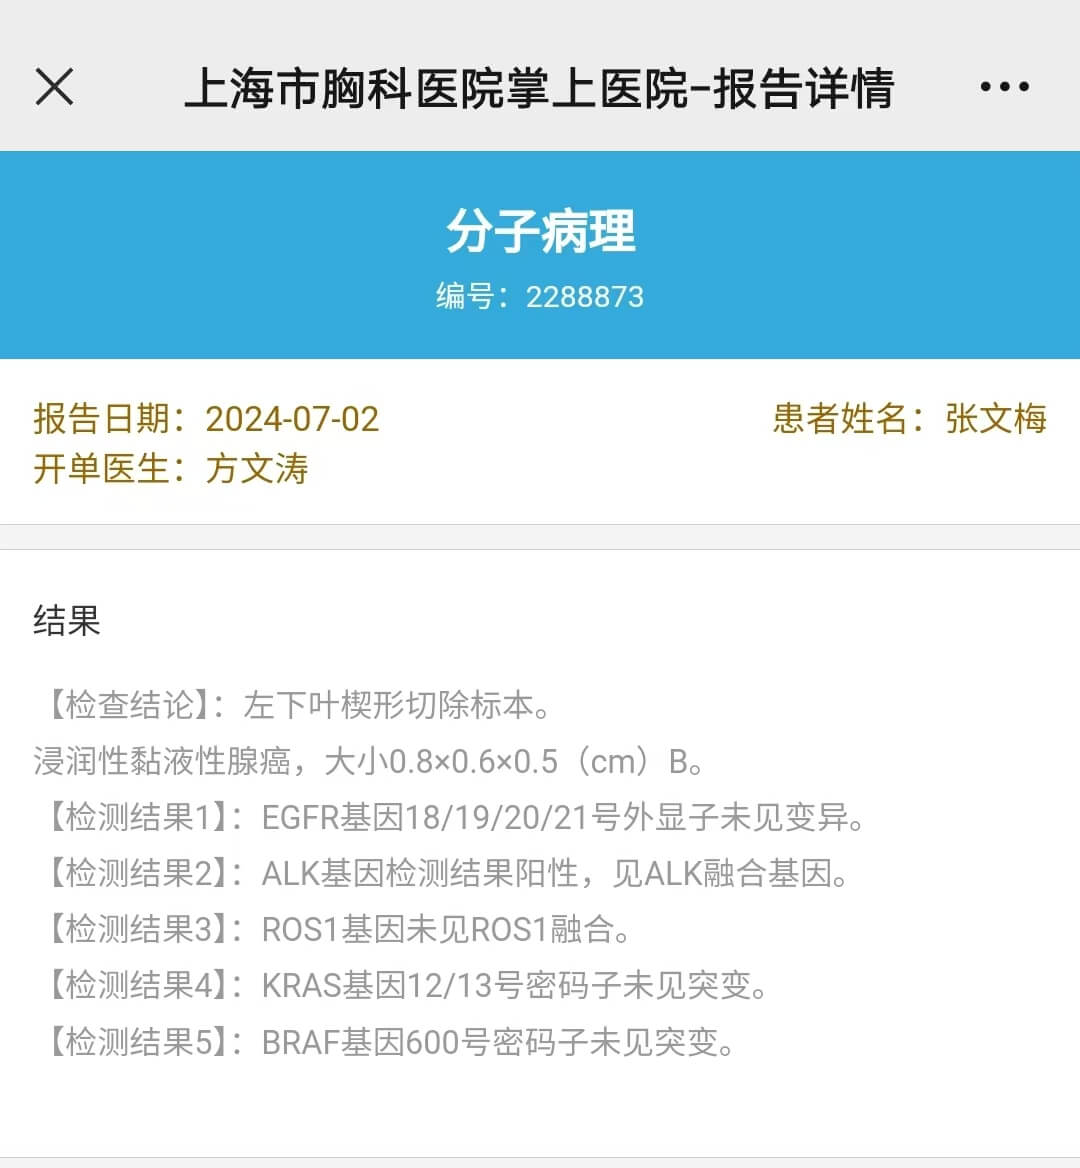 上海市胸科医院掌上医院-报告详情
分子病理
编号：2288873
报告日期：2024-07-02
患者姓名：张文梅
开单医生：方文涛
结果
【检查结论】：左下叶楔形切除标本。
浸润性黏液性腺癌，大小0.8×0.6×0.5（cm）B。
【检测结果1】：EGFR基因18/19/20/21号外显子未见变异。
【检测结果2】：ALK基因检测结果阳性，见ALK融合基因。
【检测结果3】：ROS1基因未见ROS1融合。
【检测结果4】：KRAS基因12/13号密码子未见突变。
【检测结果5】：BRAF基因600号密码子未见突变。